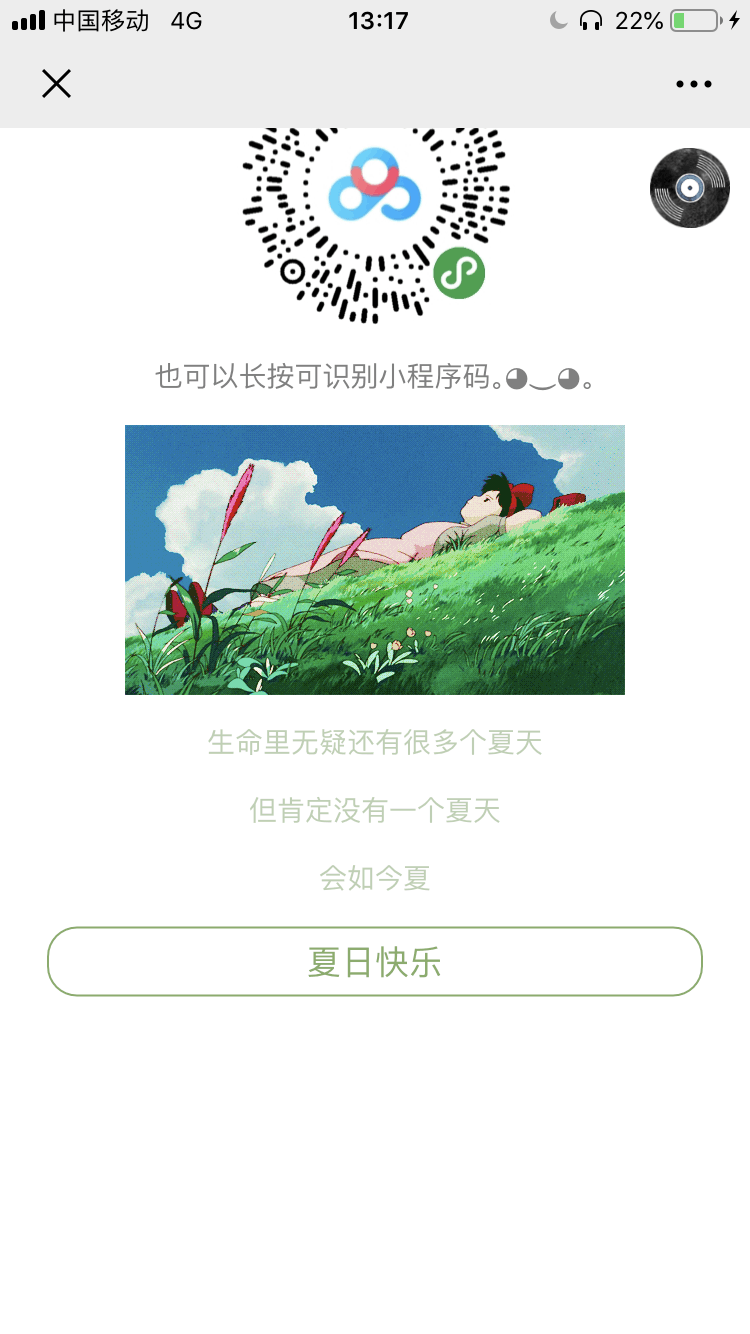 中国移动 4G 13:17 22%
也可以长按可识别小程序码。◕‿◕。
生命里无疑还有很多个夏天
但肯定没有一个夏天
会如今夏
夏日快乐